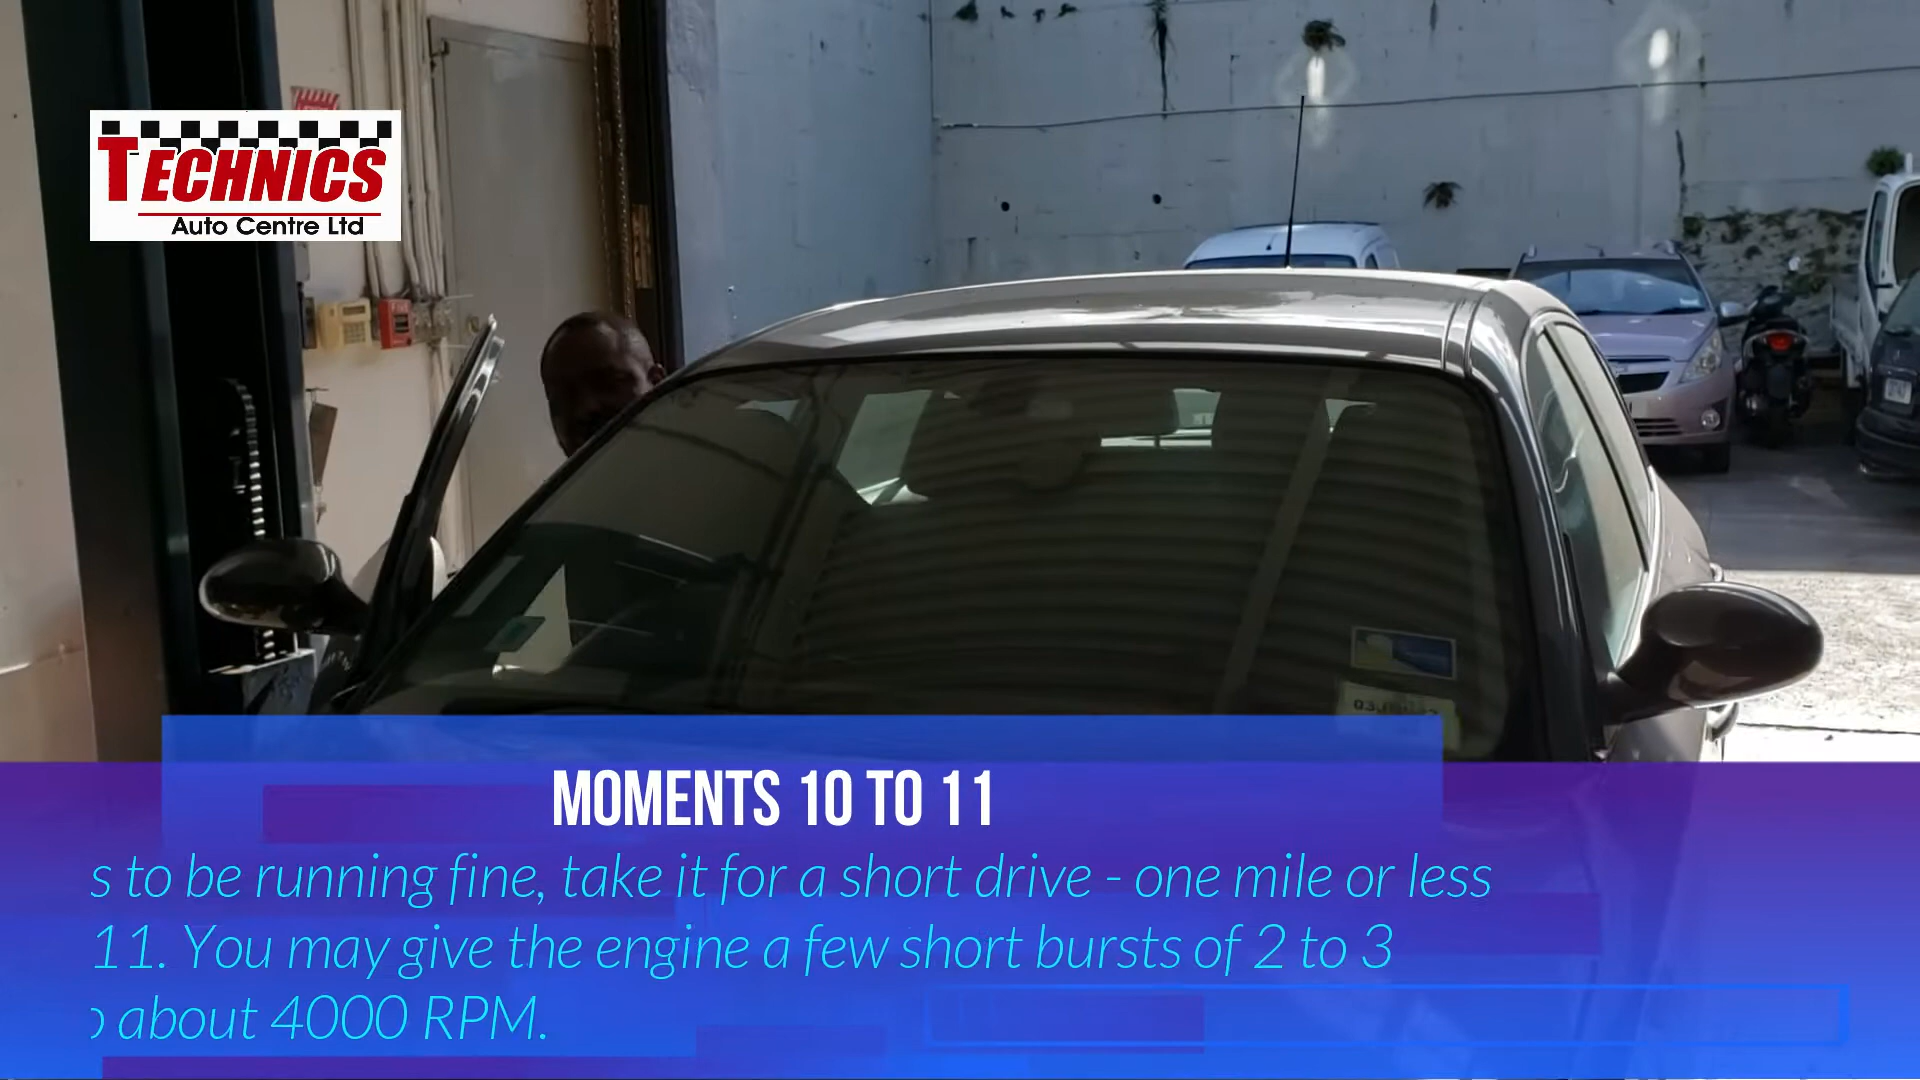 TECHNICS
Auto Centre Ltd
MOMENTS 10 TO 11
s to be running fine, take it for a short drive - one mile or less
11. You may give the engine a few short bursts of 2 to 3
about 4000 RPM.